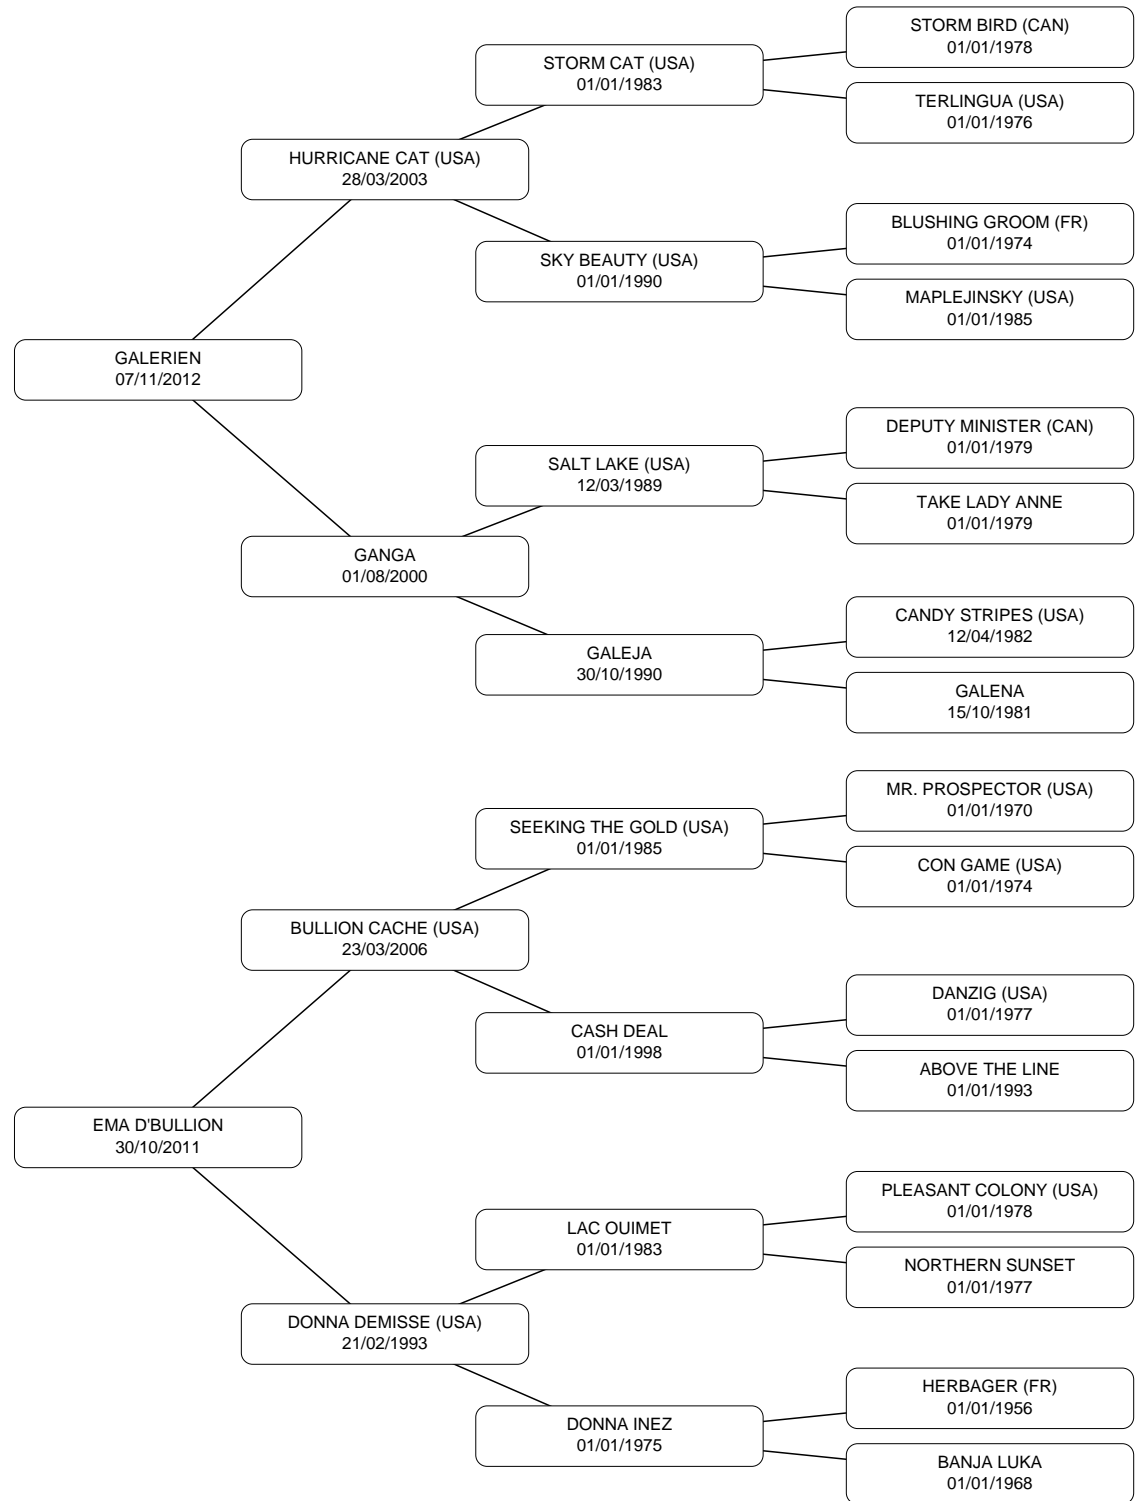 STORM BIRD (CAN)
01/01/1978
STORM CAT (USA)
01/01/1983
TERLINGUA (USA)
01/01/1976
HURRICANE CAT (USA)
28/03/2003
BLUSHING GROOM (FR)
01/01/1974
SKY BEAUTY (USA)
01/01/1990
MAPLEJINSKY (USA)
01/01/1985
GALERIEN
07/11/2012
DEPUTY MINISTER (CAN)
01/01/1979
SALT LAKE (USA)
12/03/1989
TAKE LADY ANNE
01/01/1979
GANGA
01/08/2000
CANDY STRIPES (USA)
12/04/1982
GALEJA
30/10/1990
GALENA
15/10/1981
MR. PROSPECTOR (USA)
01/01/1970
SEEKING THE GOLD (USA)
01/01/1985
CON GAME (USA)
01/01/1974
BULLION CACHE (USA)
23/03/2006
DANZIG (USA)
01/01/1977
CASH DEAL
01/01/1998
ABOVE THE LINE
01/01/1993
EMA D'BULLION
30/10/2011
PLEASANT COLONY (USA)
01/01/1978
LAC OUIMET
01/01/1983
NORTHERN SUNSET
01/01/1977
DONNA DEMISSE (USA)
21/02/1993
HERBAGER (FR)
01/01/1956
DONNA INEZ
01/01/1975
BANJA LUKA
01/01/1968